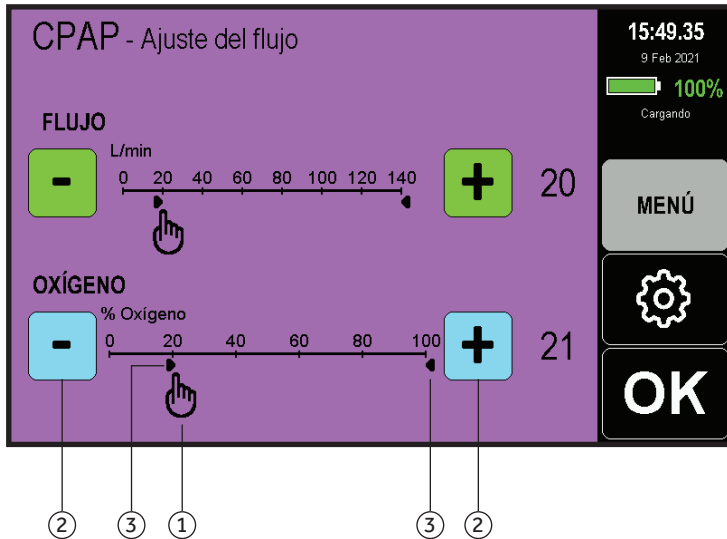 CPAP - Ajuste del flujo
15:49.35
9 Feb 2021
100%
Cargando
FLUJO
L/min
0 20 40 60 80 100 120 140
-
+
20
MENÚ
OXÍGENO
% Oxígeno
0 20 40 60 80 100
-
+
21
OK
2 3 1 3 2